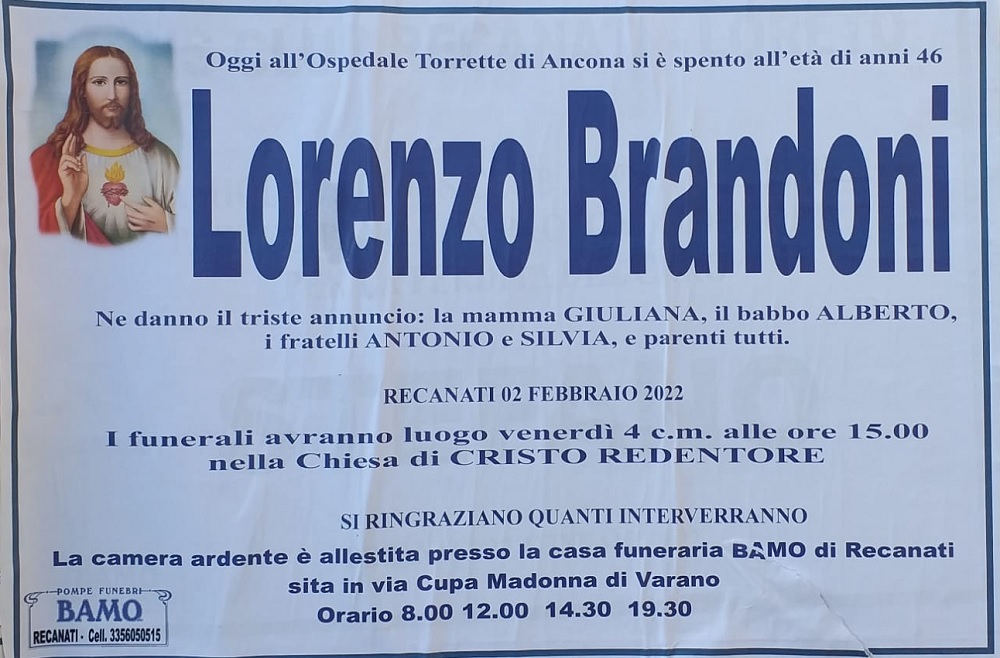 Oggi all'Ospedale Torrette di Ancona si è spento all'età di anni 46
Lorenzo Brandoni
Ne danno il triste annuncio: la mamma GIULIANA, il babbo ALBERTO,
i fratelli ANTONIO e SILVIA, e parenti tutti.
RECANATI 02 FEBBRAIO 2022
I funerali avranno luogo venerdì 4 c.m. alle ore 15.00
nella Chiesa di CRISTO REDENTORE
SI RINGRAZIANO QUANTI INTERVERRANNO
La camera ardente è allestita presso la casa funeraria BAMO di Recanati
sita in via Cupa Madonna di Varano
Orario 8.00 12.00 14.30 19.30
POMPE FUNEBRI
BAMO
RECANATI - Cell. 3356050515